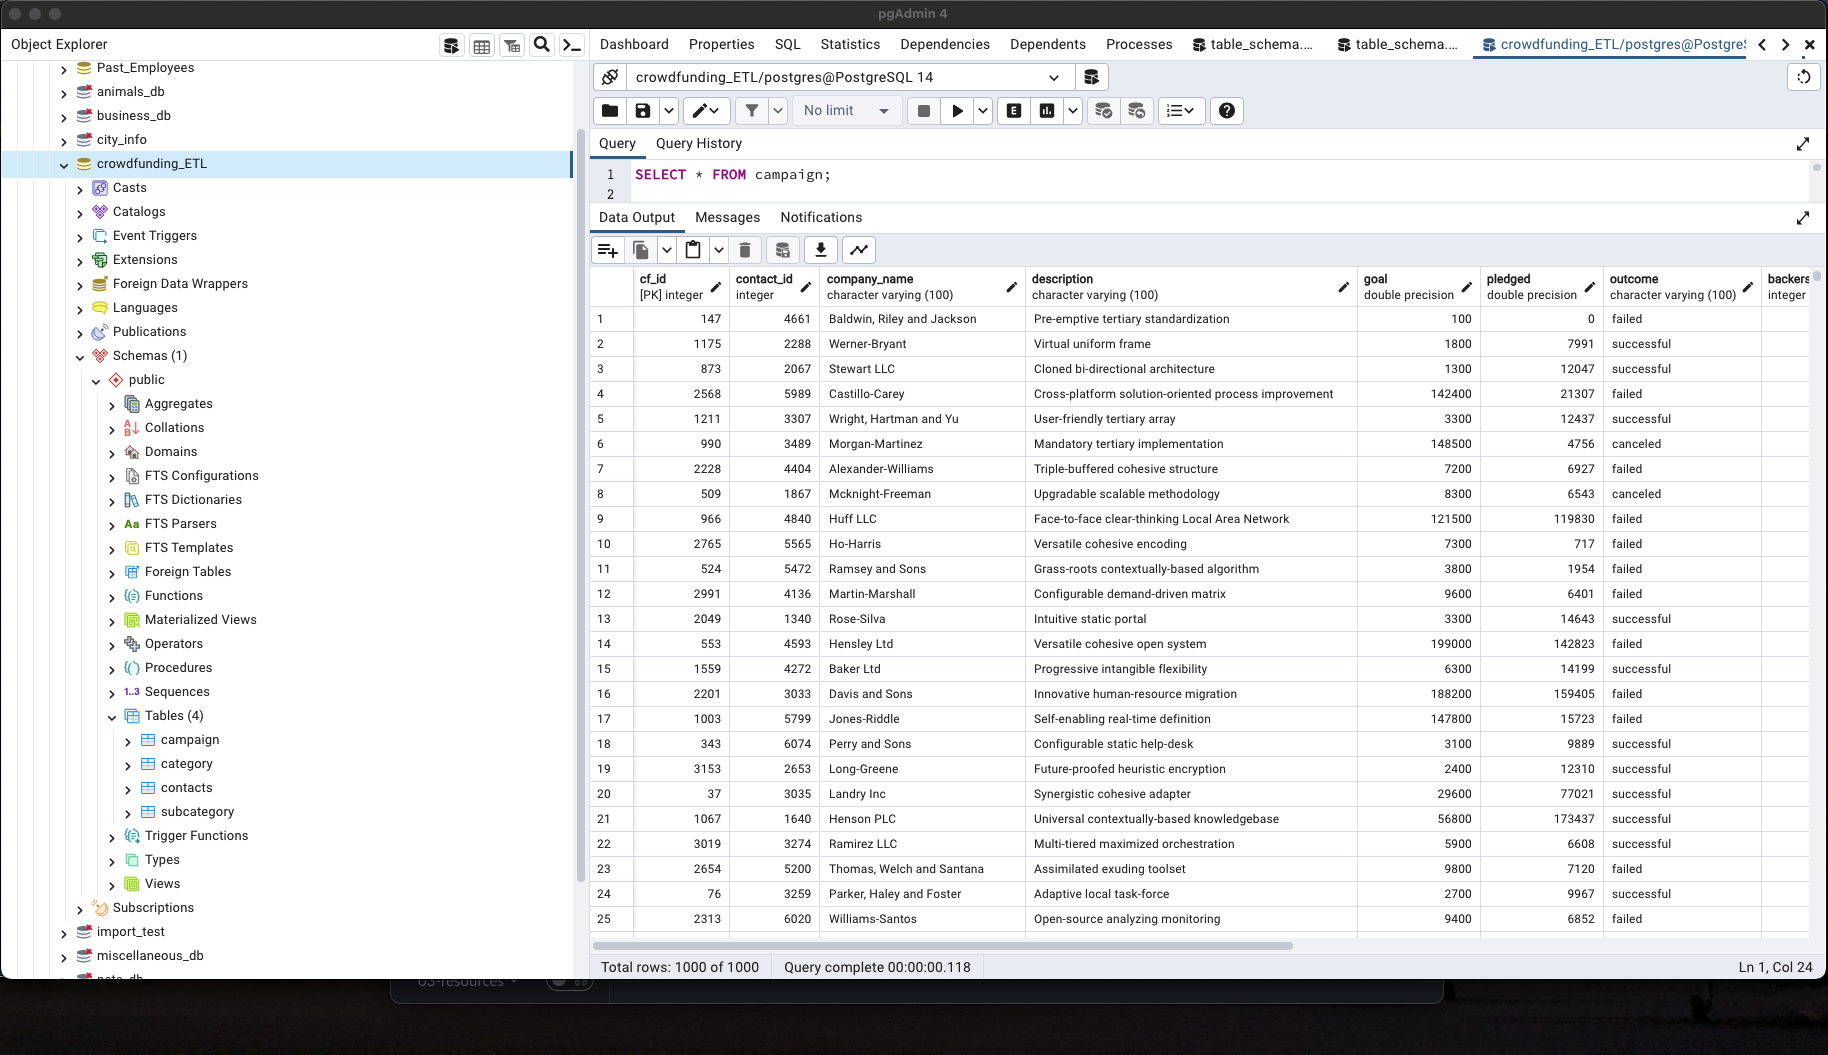 pgAdmin 4
Object Explorer
Dashboard Properties SQL Statistics Dependencies Dependents Processes table_schema.... table_schema.... crowdfunding_ETL/postgres@PostgreS
Past_Employees
animals_db
business_db
city_info
crowdfunding_ETL
Casts
Catalogs
Event Triggers
Extensions
Foreign Data Wrappers
Languages
Publications
Schemas (1)
public
Aggregates
Collations
Domains
FTS Configurations
FTS Dictionaries
Aa FTS Parsers
FTS Templates
Foreign Tables
Functions
Materialized Views
Operators
Procedures
1..3 Sequences
Tables (4)
campaign
category
contacts
subcategory
Trigger Functions
Types
Views
Subscriptions
import_test
miscellaneous_db
crowdfunding_ETL/postgres@PostgreSQL 14
No limit
E
Query Query History
1 SELECT * FROM campaign;
2
Data Output Messages Notifications
cf_id contact_id company_name description goal pledged outcome backers
[PK] integer integer character varying (100) character varying (100) double precision double precision character varying (100) integer
1 147 4661 Baldwin, Riley and Jackson Pre-emptive tertiary standardization 100 0 failed
2 1175 2288 Werner-Bryant Virtual uniform frame 1800 7991 successful
3 873 2067 Stewart LLC Cloned bi-directional architecture 1300 12047 successful
4 2568 5989 Castillo-Carey Cross-platform solution-oriented process improvement 142400 21307 failed
5 1211 3307 Wright, Hartman and Yu User-friendly tertiary array 3300 12437 successful
6 990 3489 Morgan-Martinez Mandatory tertiary implementation 148500 4756 canceled
7 2228 4404 Alexander-Williams Triple-buffered cohesive structure 7200 6927 failed
8 509 1867 Mcknight-Freeman Upgradable scalable methodology 8300 6543 canceled
9 966 4840 Huff LLC Face-to-face clear-thinking Local Area Network 121500 119830 failed
10 2765 5565 Ho-Harris Versatile cohesive encoding 7300 717 failed
11 524 5472 Ramsey and Sons Grass-roots contextually-based algorithm 3800 1954 failed
12 2991 4136 Martin-Marshall Configurable demand-driven matrix 9600 6401 failed
13 2049 1340 Rose-Silva Intuitive static portal 3300 14643 successful
14 553 4593 Hensley Ltd Versatile cohesive open system 199000 142823 failed
15 1559 4272 Baker Ltd Progressive intangible flexibility 6300 14199 successful
16 2201 3033 Davis and Sons Innovative human-resource migration 188200 159405 failed
17 1003 5799 Jones-Riddle Self-enabling real-time definition 147800 15723 failed
18 343 6074 Perry and Sons Configurable static help-desk 3100 9889 successful
19 3153 2653 Long-Greene Future-proofed heuristic encryption 2400 12310 successful
20 37 3035 Landry Inc Synergistic cohesive adapter 29600 77021 successful
21 1067 1640 Henson PLC Universal contextually-based knowledgebase 56800 173437 successful
22 3019 3274 Ramirez LLC Multi-tiered maximized orchestration 5900 6608 successful
23 2654 5200 Thomas, Welch and Santana Assimilated exuding toolset 9800 7120 failed
24 76 3259 Parker, Haley and Foster Adaptive local task-force 2700 9967 successful
25 2313 6020 Williams-Santos Open-source analyzing monitoring 9400 6852 failed
Total rows: 1000 of 1000 Query complete 00:00:00.118 Ln 1, Col 24
03-resources